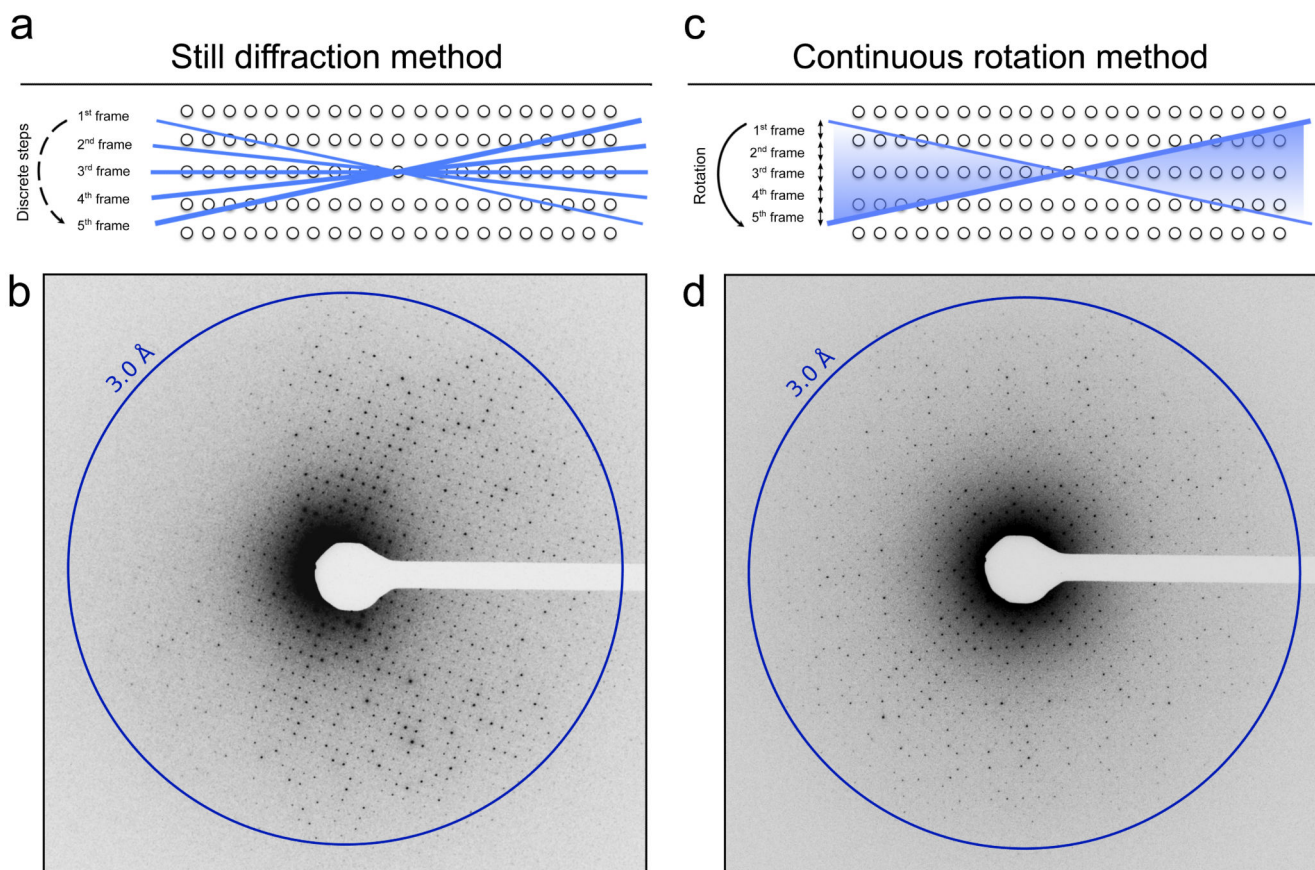 a
Still diffraction method
Discrete steps
1st frame
2nd frame
3rd frame
4th frame
5th frame
b
3.0 Å
c
Continuous rotation method
Rotation
1st frame
2nd frame
3rd frame
4th frame
5th frame
d
3.0 Å